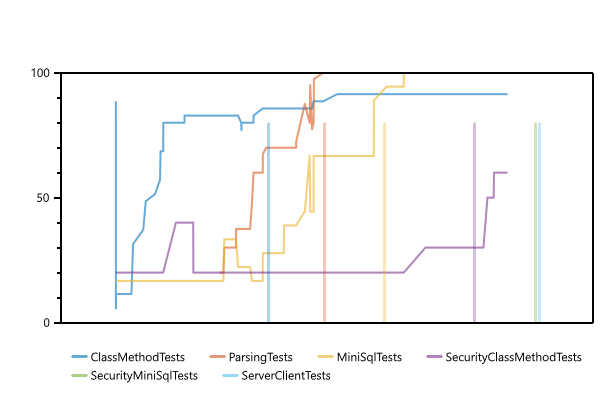 100
50
0
ClassMethodTests ParsingTests MiniSqlTests SecurityClassMethodTests
SecurityMiniSqlTests ServerClientTests